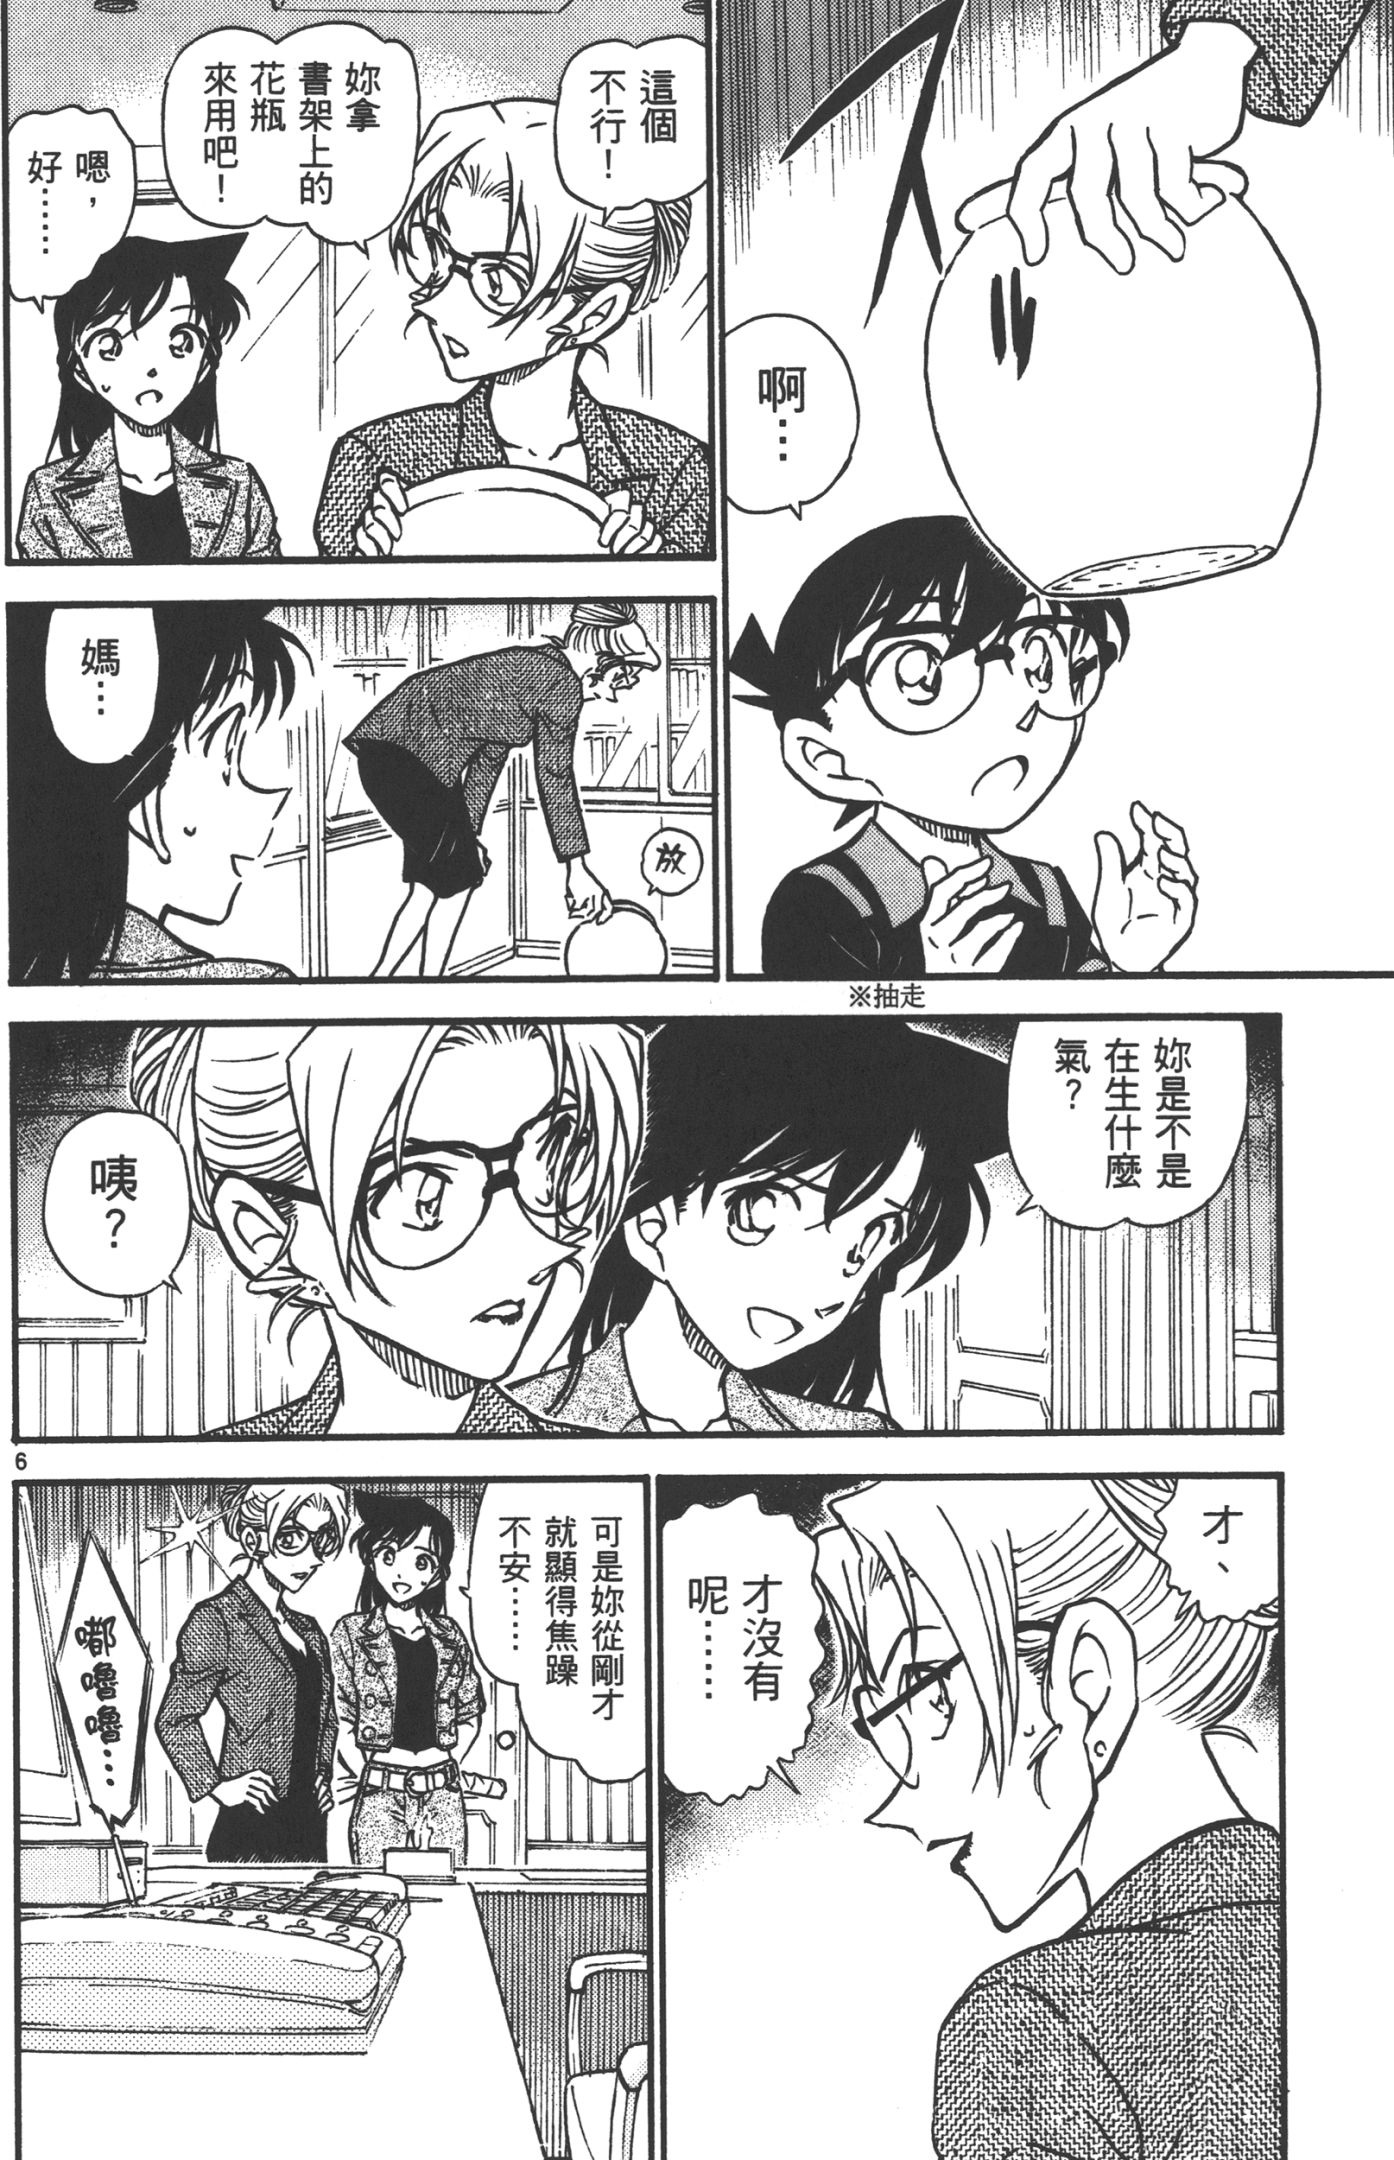 啊…
※抽走
這個
不行！
妳拿
書架上的
花瓶
來用吧！
嗯，
好……
放
媽…
妳是不是
在生什麼
氣？
咦？
才、
才沒有
呢……
可是妳從剛才
就顯得焦躁
不安……
嘟嚕嚕…
6